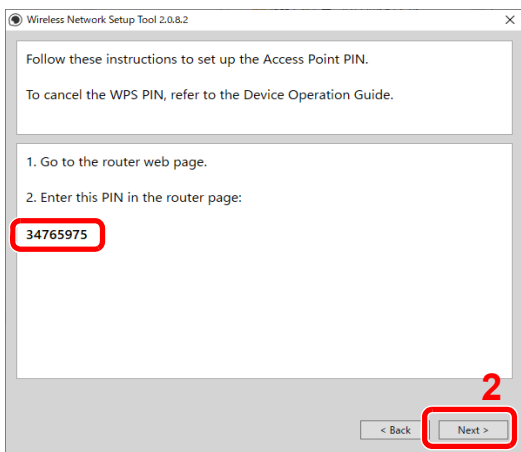 Wireless Network Setup Tool 2.0.8.2
Follow these instructions to set up the Access Point PIN.
To cancel the WPS PIN, refer to the Device Operation Guide.
1. Go to the router web page.
2. Enter this PIN in the router page:
34765975
2
< Back
Next >